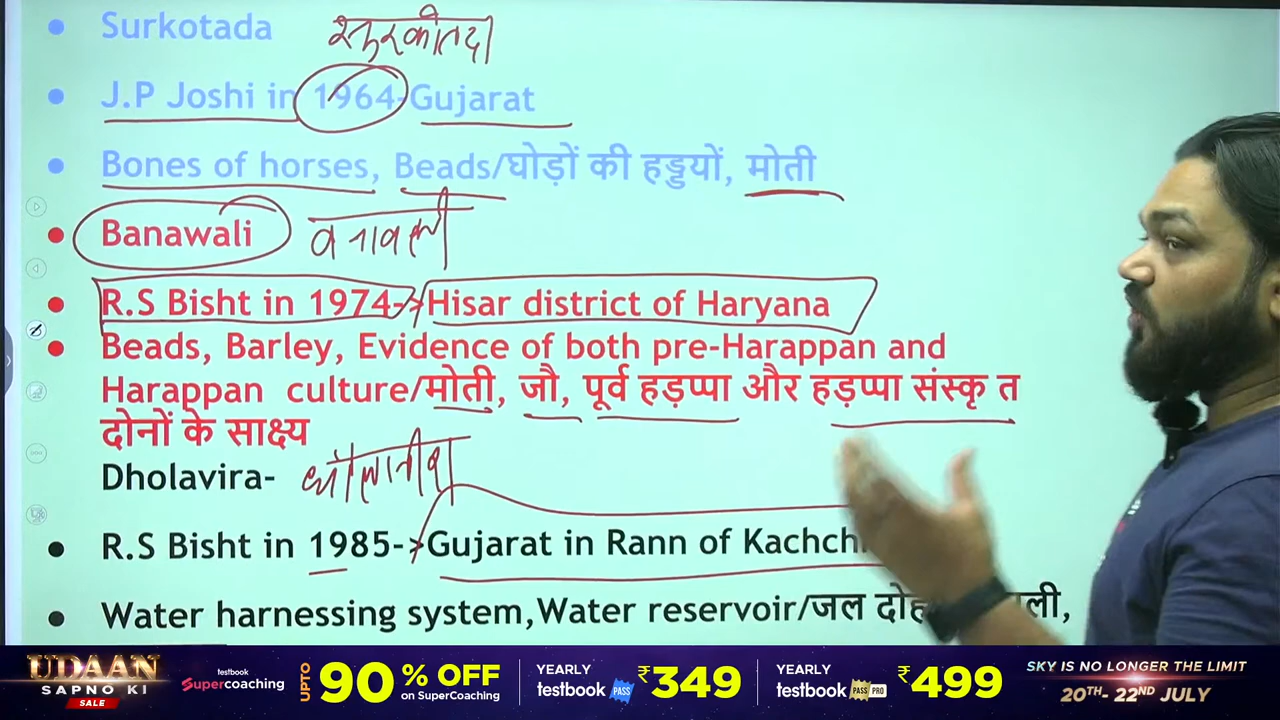 Surkotada सुरकोतदा
J.P Joshi in 1964-Gujarat
Bones of horses, Beads/घोड़ों की हड्डयों, मोती
Banawali बनावली
R.S Bisht in 1974->Hisar district of Haryana
Beads, Barley, Evidence of both pre-Harappan and
Harappan culture/मोती, जौ, पूर्व हड़प्पा और हड़प्पा संस्कृ त
दोनों के साक्ष्य
Dholavira-
R.S Bisht in 1985->Gujarat in Rann of Kachch
Water harnessing system,Water reservoir/जल
UDAAN
SAPNO KI
SALE
testbook
Supercoaching
UPTO 90% OFF
on SuperCoaching
YEARLY
testbook PASS ₹349
YEARLY
testbook PASS PRO ₹499
SKY IS NO LONGER THE LIMIT
20TH- 22ND JULY